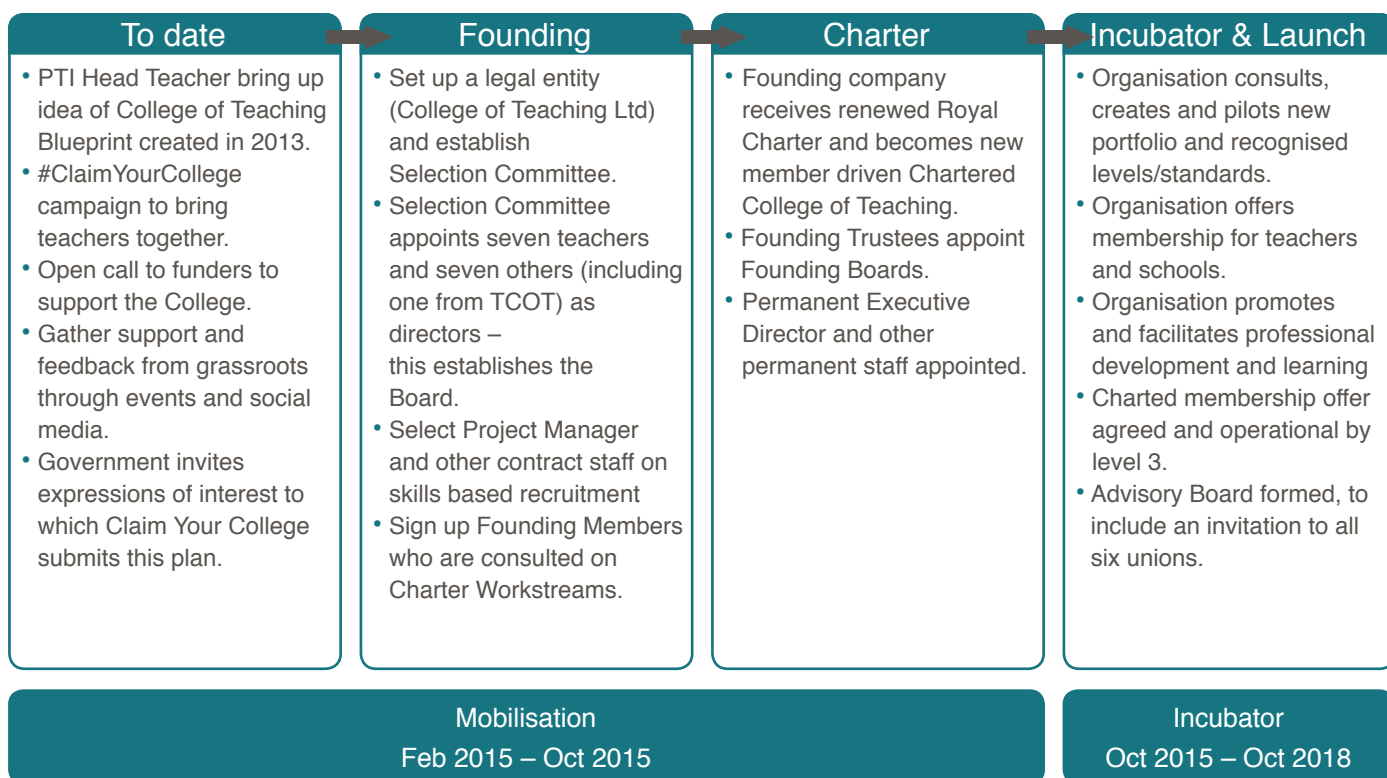 To date
• PTI Head Teacher bring up
idea of College of Teaching
Blueprint created in 2013.
• #ClaimYourCollege
campaign to bring
teachers together.
• Open call to funders to
support the College.
• Gather support and
feedback from grassroots
through events and social
media.
• Government invites
expressions of interest to
which Claim Your College
submits this plan.
Founding
• Set up a legal entity
(College of Teaching Ltd)
and establish
Selection Committee.
• Selection Committee
appoints seven teachers
and seven others (including
one from TCOT) as
directors –
this establishes the
Board.
• Select Project Manager
and other contract staff on
skills based recruitment
• Sign up Founding Members
who are consulted on
Charter Workstreams.
Charter
• Founding company
receives renewed Royal
Charter and becomes new
member driven Chartered
College of Teaching.
• Founding Trustees appoint
Founding Boards.
• Permanent Executive
Director and other
permanent staff appointed.
Incubator & Launch
• Organisation consults,
creates and pilots new
portfolio and recognised
levels/standards.
• Organisation offers
membership for teachers
and schools.
• Organisation promotes
and facilitates professional
development and learning
• Charted membership offer
agreed and operational by
level 3.
• Advisory Board formed, to
include an invitation to all
six unions.
Mobilisation
Feb 2015 – Oct 2015
Incubator
Oct 2015 – Oct 2018